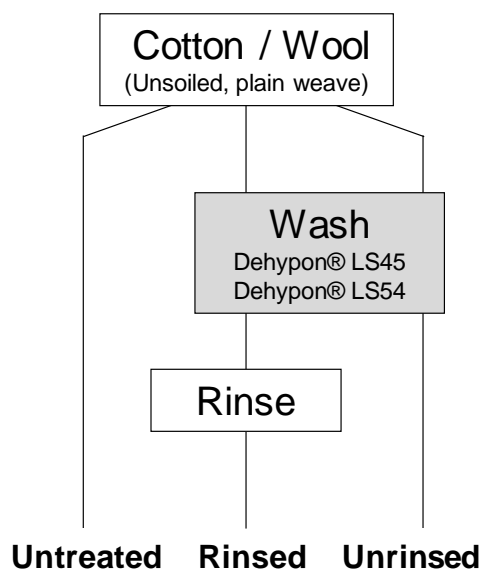 Cotton / Wool
(Unsoiled, plain weave)
Wash
Dehypon® LS45
Dehypon® LS54
Rinse
Untreated Rinsed Unrinsed